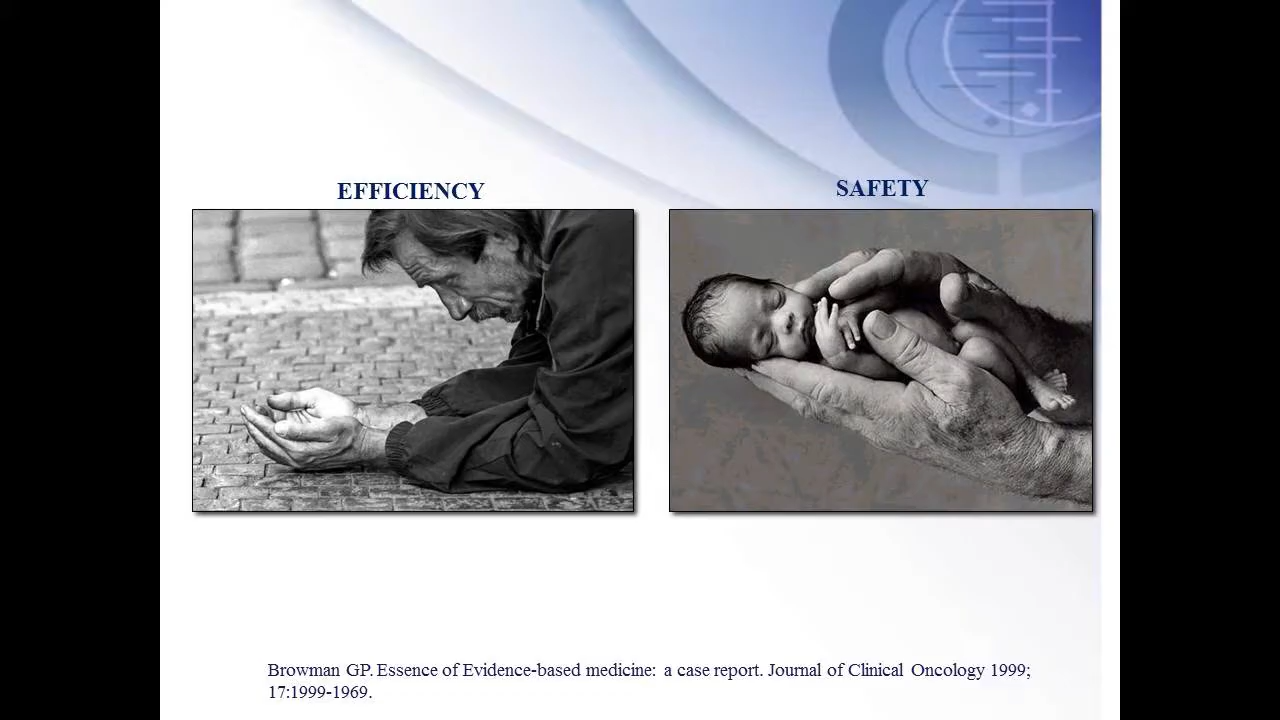 EFFICIENCY
SAFETY
Browman GP. Essence of Evidence-based medicine: a case report. Journal of Clinical Oncology 1999;
17:1999-1969.